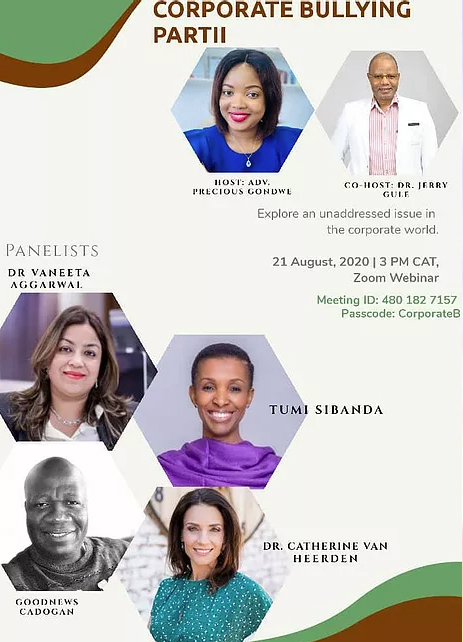 CORPORATE BULLYING
PARTII
HOST: ADV.
PRECIOUS GONDWE
CO-HOST: DR. JERRY
GULE
Explore an unaddressed issue in
the corporate world.
21 August, 2020 | 3 PM CAT,
Zoom Webinar
Meeting ID: 480 182 7157
Passcode: CorporateB
PANELISTS
DR VANEETA
AGGARWAL
TUMI SIBANDA
DR. CATHERINE VAN
HEERDEN
GOODNEWS
CADOGAN